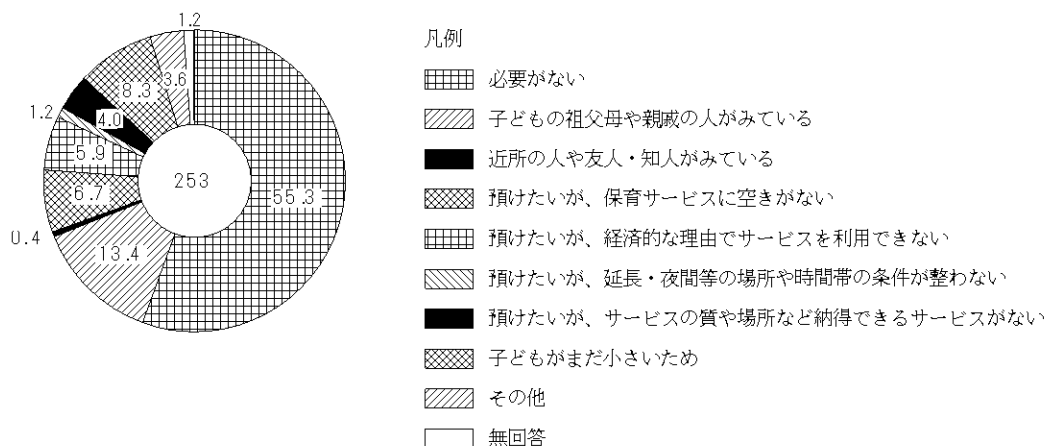 1.2
3.6
8.3
4.0
1.2
5.9
6.7
0.4
13.4
253
55.3
凡例
必要がない
子どもの祖父母や親戚の人がみている
近所の人や友人・知人がみている
預けたいが、保育サービスに空きがない
預けたいが、経済的な理由でサービスを利用できない
預けたいが、延長・夜間等の場所や時間帯の条件が整わない
預けたいが、サービスの質や場所など納得できるサービスがない
子どもがまだ小さいため
その他
無回答